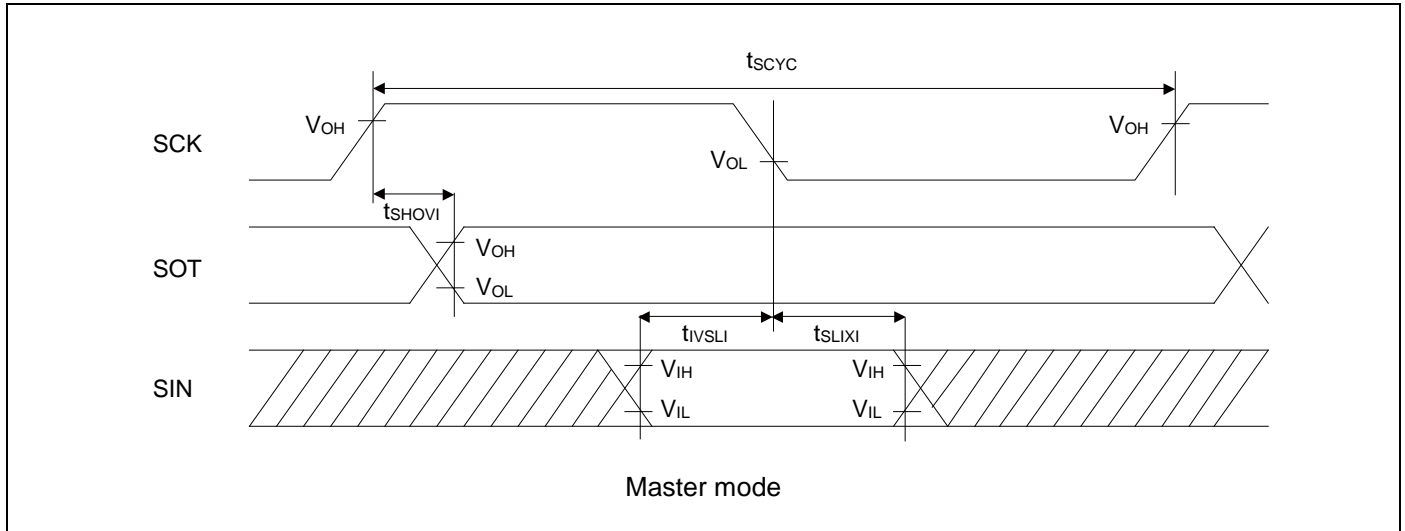 tSCYC
VOH
VOH
SCK
VOL
tSHOVI
VOH
SOT
VOL
tIVSLI
tSLIXI
VIH
VIH
SIN
VIL
VIL
Master mode